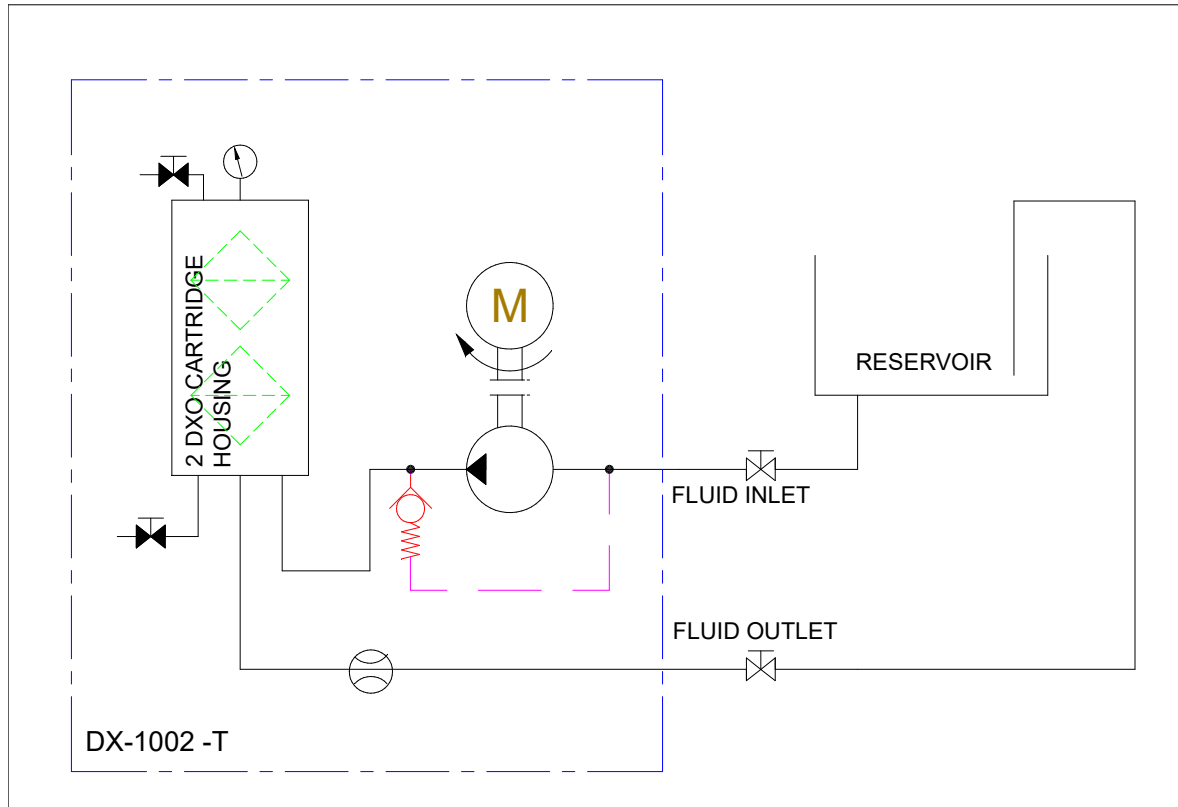 2 DXO CARTRIDGE
HOUSING
M
RESERVOIR
FLUID INLET
FLUID OUTLET
DX-1002 -T